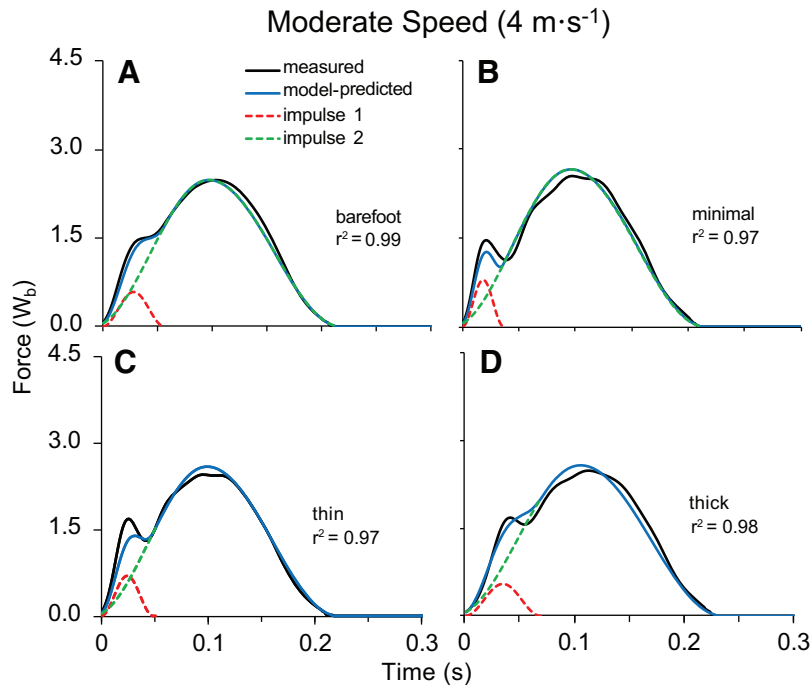 Moderate Speed (4 m·s-1)
A
B
4.5
measured
model-predicted
impulse 1
impulse 2
3.0
barefoot
r2 = 0.99
minimal
r2 = 0.97
1.5
0.0
Force (Wb)
4.5
C
D
3.0
thin
r2 = 0.97
thick
r2 = 0.98
1.5
0.0
0 0.1 0.2 0.3 0 0.1 0.2 0.3
Time (s)